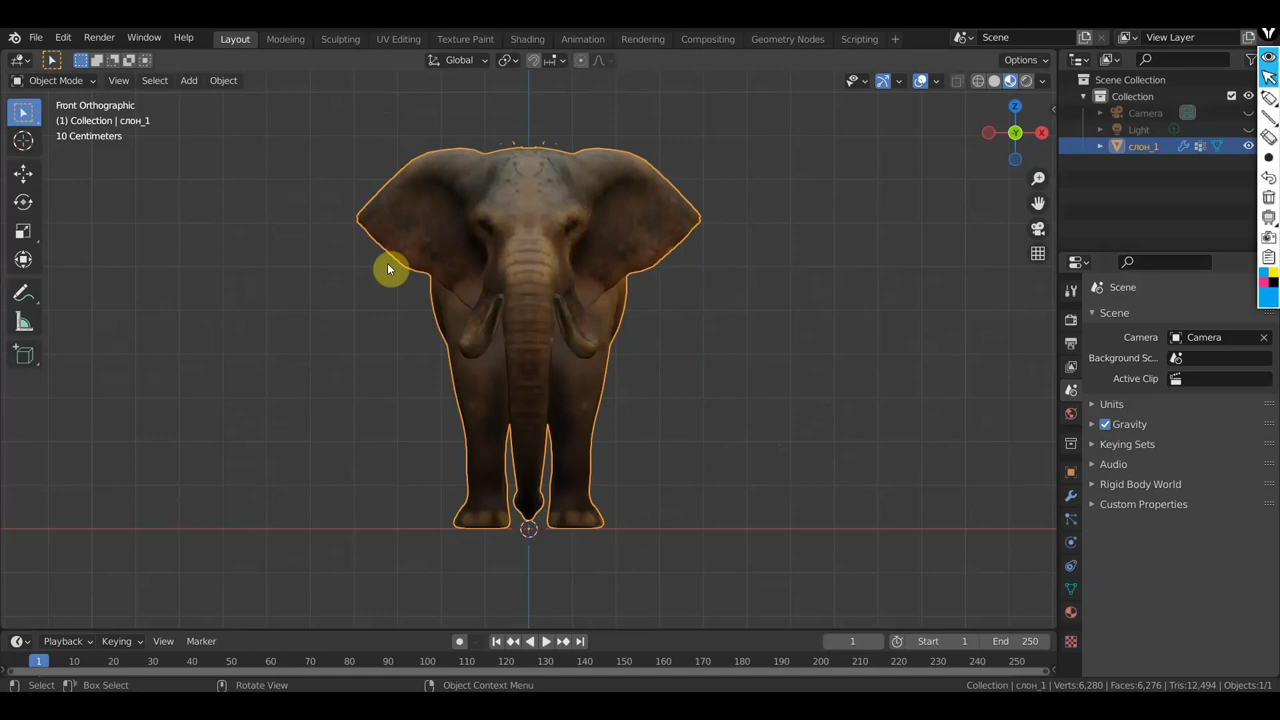 File Edit Render Window Help
Layout Modeling Sculpting UV Editing Texture Paint Shading Animation Rendering Compositing Geometry Nodes Scripting +
Scene
View Layer
Global
Options
Object Mode View Select Add Object
Scene Collection
Collection
Camera
Light
слон_1
Front Orthographic
(1) Collection | слон_1
10 Centimeters
Z
Y
X
Scene
Scene
Camera Camera
Background Sc...
Active Clip
Units
Gravity
Keying Sets
Audio
Rigid Body World
Custom Properties
Playback Keying View Marker
1 Start 1 End 250
1 10 20 30 40 50 60 70 80 90 100 110 120 130 140 150 160 170 180 190 200 210 220 230 240 250
Select Box Select Rotate View Object Context Menu
Collection | слон_1 | Verts:6,280 | Faces:6,276 | Tris:12,494 | Objects:1/1